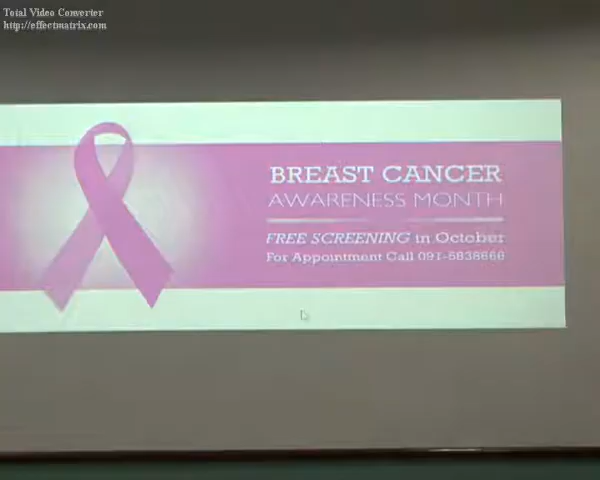 Total Video Converter
http://effectmatrix.com
BREAST CANCER
AWARENESS MONTH
FREE SCREENING in October
For Appointment Call 091-5838666